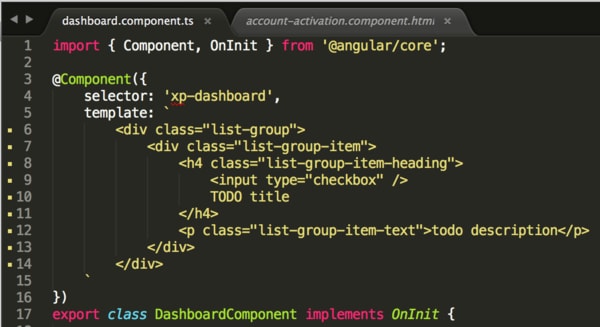 dashboard.component.ts × account-activation.component.html
1 import { Component, OnInit } from '@angular/core';
2
3 @Component({
4     selector: 'xp-dashboard',
5     template: `
6         <div class="list-group">
7             <div class="list-group-item">
8                 <h4 class="list-group-item-heading">
9                     <input type="checkbox" />
10                     TODO title
11                 </h4>
12                 <p class="list-group-item-text">todo description</p>
13             </div>
14         </div>
15     `
16 })
17 export class DashboardComponent implements OnInit {